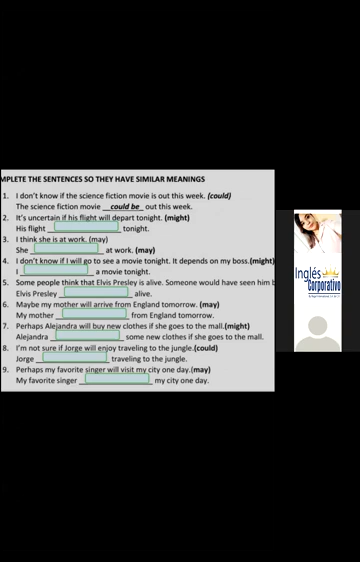 MPLETE THE SENTENCES SO THEY HAVE SIMILAR MEANINGS
1. I don't know if the science fiction movie is out this week. (could)
The science fiction movie could be out this week.
2. It's uncertain if his flight will depart tonight. (might)
His flight tonight.
3. I think she is at work. (may)
She at work. (may)
4. I don't know if I will go to see a movie tonight. It depends on my boss.(might)
I a movie tonight.
5. Some people think that Elvis Presley is alive. Someone would have seen him b
Elvis Presley alive.
6. Maybe my mother will arrive from England tomorrow. (may)
My mother from England tomorrow.
7. Perhaps Alejandra will buy new clothes if she goes to the mall.(might)
Alejandra some new clothes if she goes to the mall.
8. I'm not sure if Jorge will enjoy traveling to the jungle.(could)
Jorge traveling to the jungle.
9. Perhaps my favorite singer will visit my city one day.(may)
My favorite singer my city one day.
Inglés
Corporativo